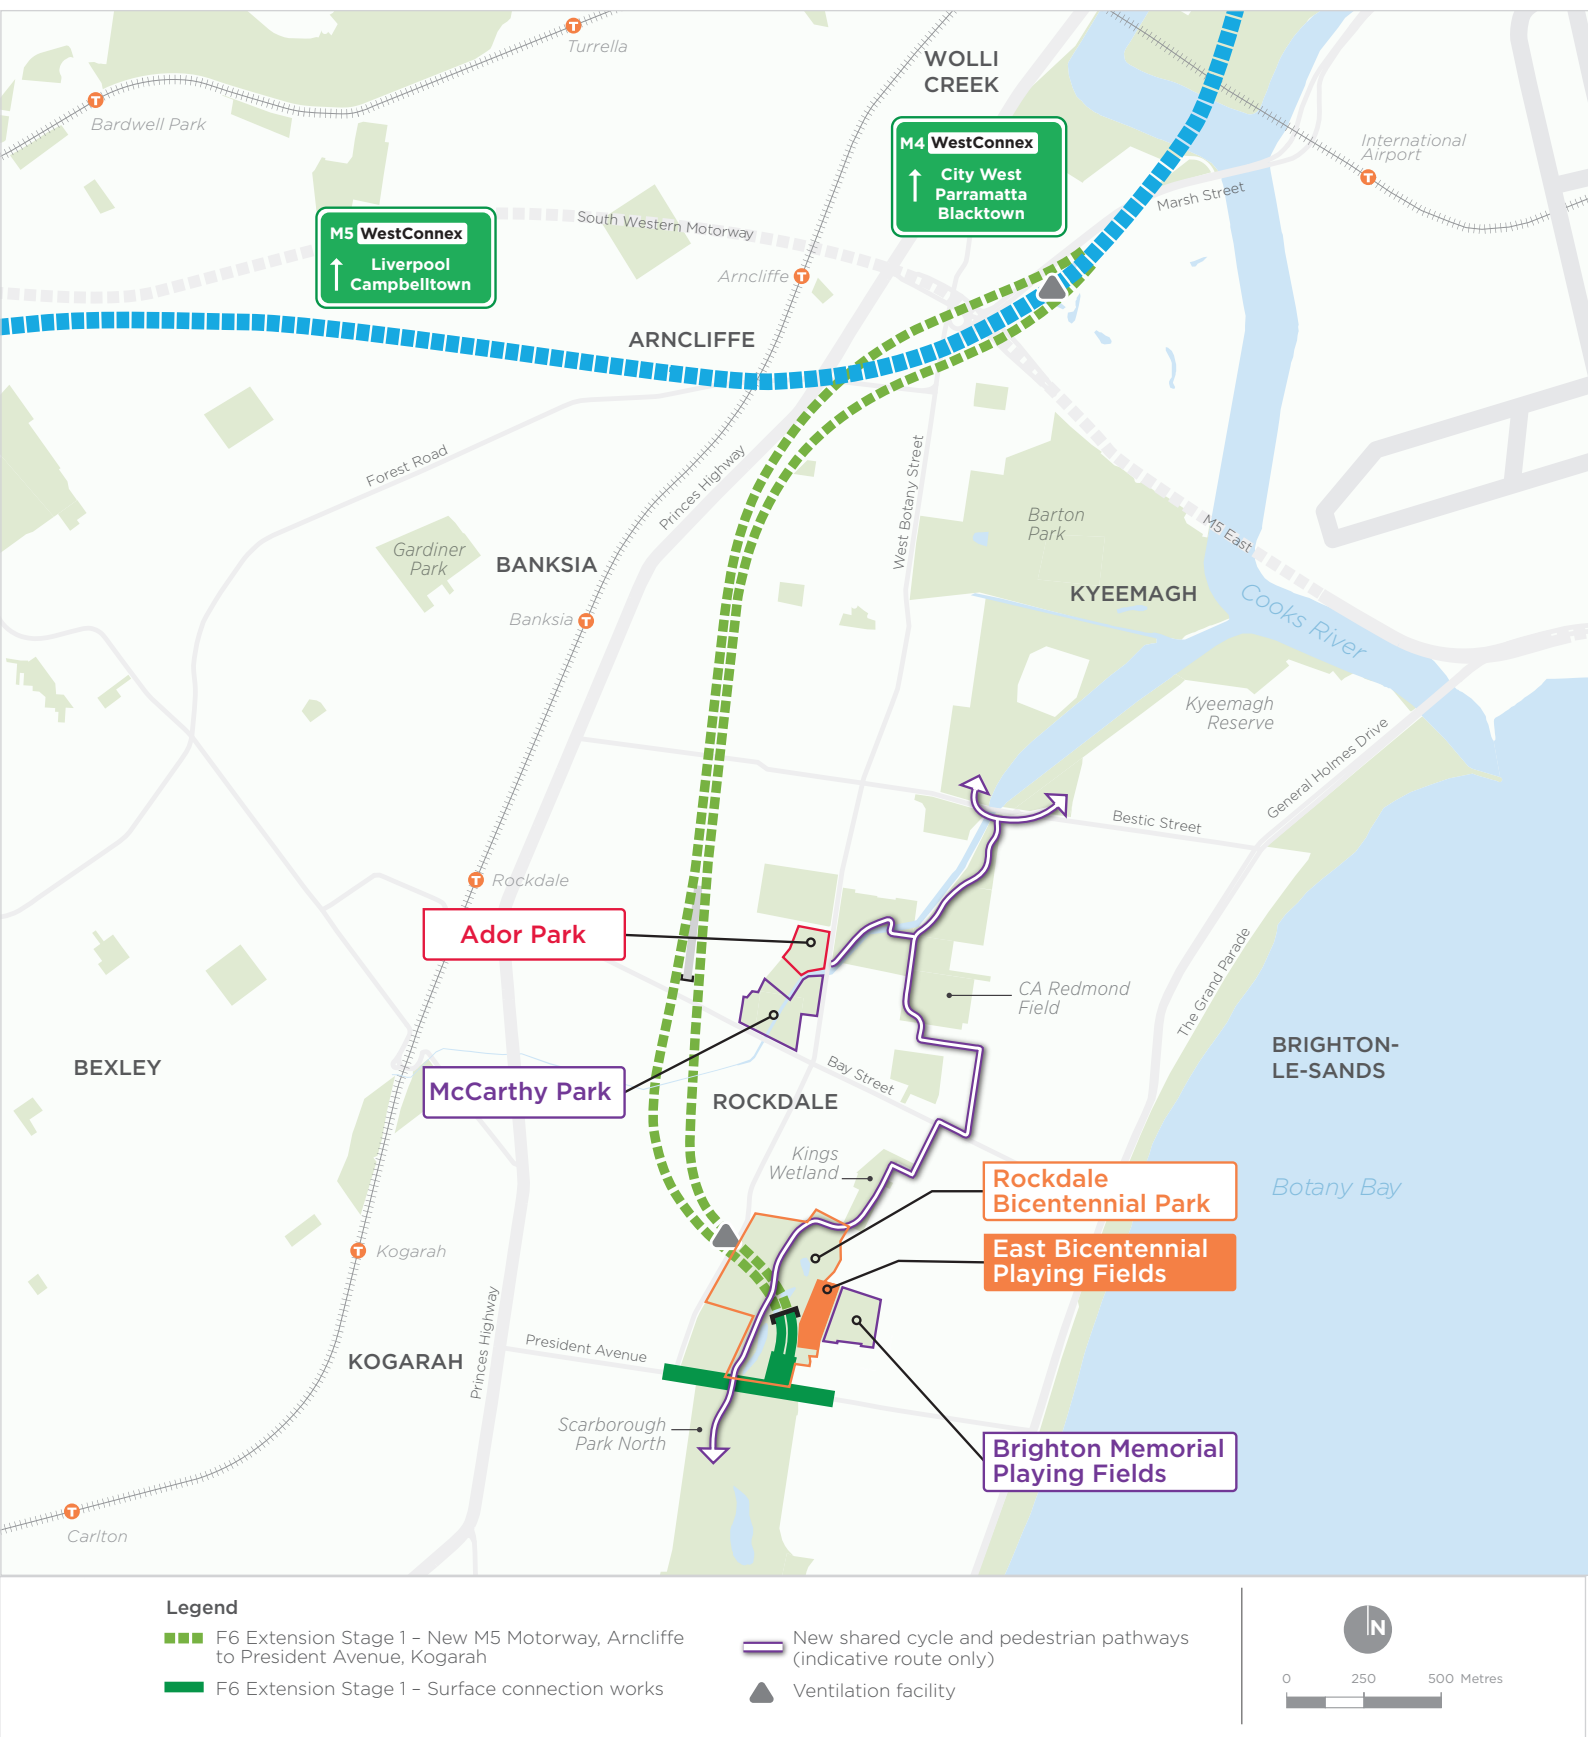 Turrella
WOLLI
CREEK
Bardwell Park
International
Airport
M4 WestConnex
City West
Parramatta
Blacktown
Marsh Street
M5 WestConnex
Liverpool
Campbelltown
South Western Motorway
Arncliffe
ARNCLIFFE
Forest Road
Princes Highway
West Botany Street
Barton
Park
M5 East
Gardiner
Park
BANKSIA
KYEEMAGH
Cooks River
Banksia
Kyeemagh
Reserve
General Holmes Drive
Bestic Street
Rockdale
Ador Park
CA Redmond
Field
The Grand Parade
BRIGHTON-
LE-SANDS
BEXLEY
McCarthy Park
Bay Street
ROCKDALE
Kings
Wetland
Rockdale
Bicentennial Park
Botany Bay
East Bicentennial
Playing Fields
Kogarah
Princes Highway
President Avenue
KOGARAH
Scarborough
Park North
Brighton Memorial
Playing Fields
Carlton
Legend
F6 Extension Stage 1 – New M5 Motorway, Arncliffe
to President Avenue, Kogarah
F6 Extension Stage 1 – Surface connection works
New shared cycle and pedestrian pathways
(indicative route only)
Ventilation facility
N
0 250 500 Metres